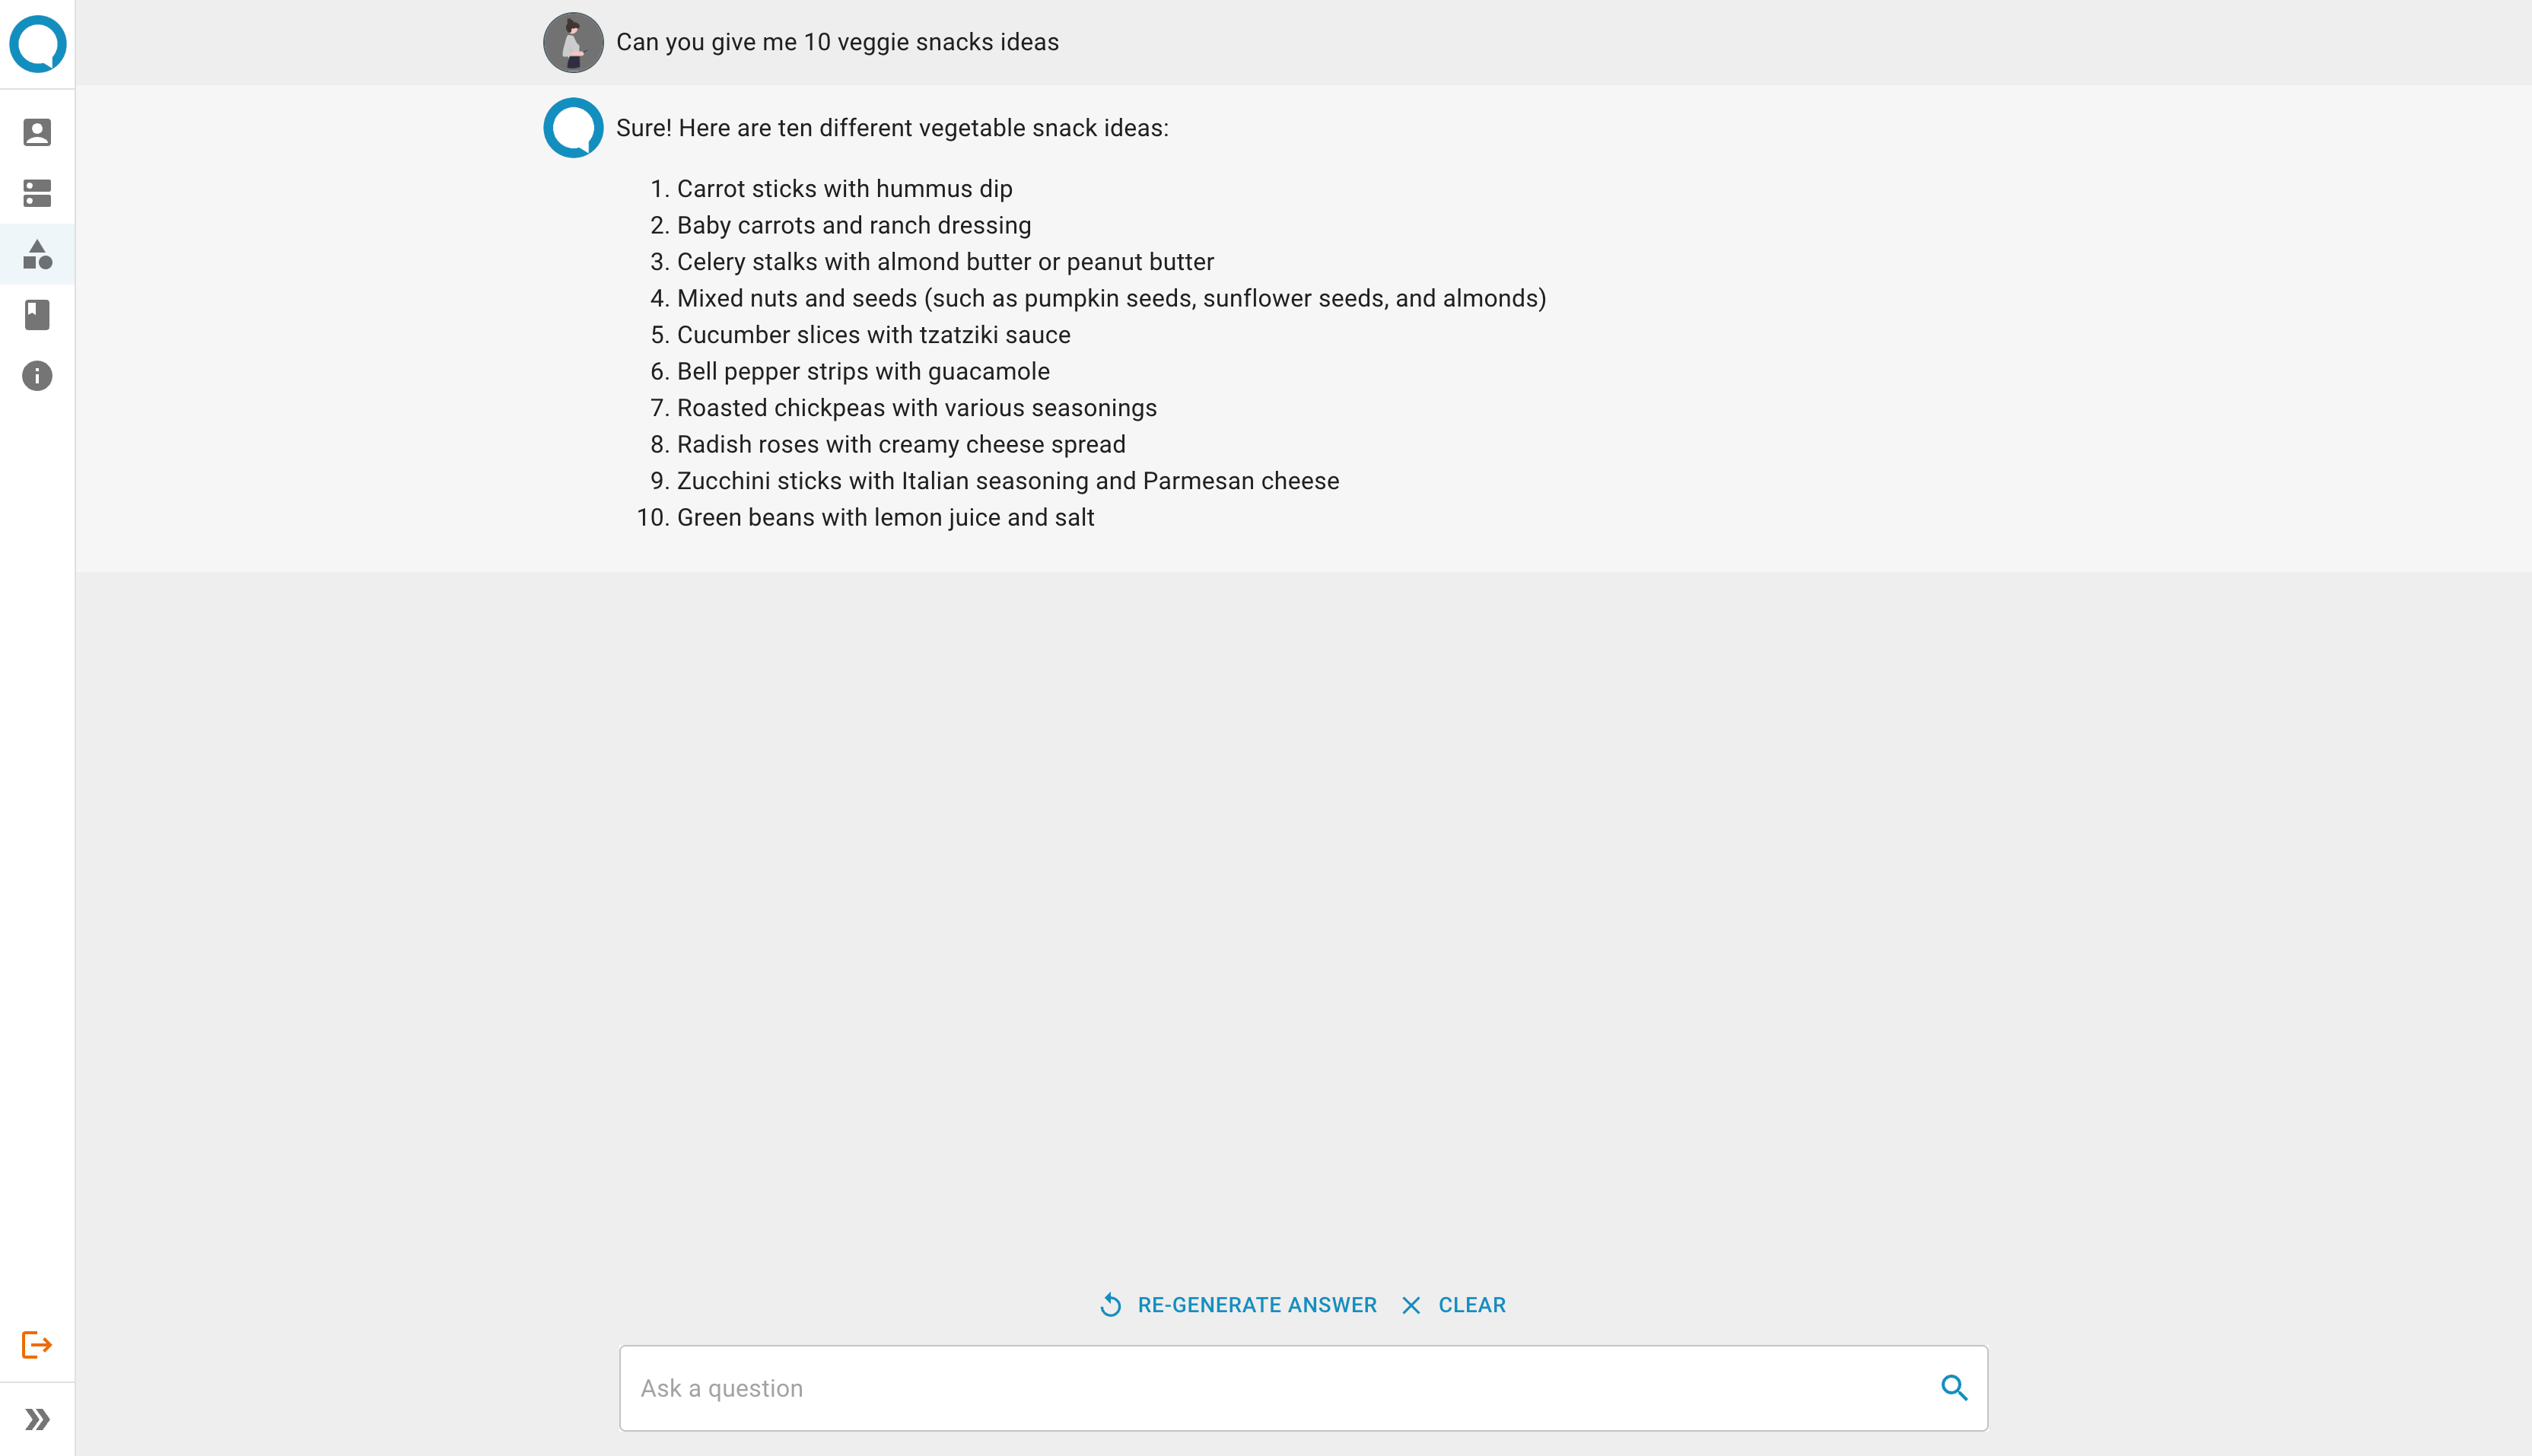 Can you give me 10 veggie snacks ideas
Sure! Here are ten different vegetable snack ideas:
1. Carrot sticks with hummus dip
2. Baby carrots and ranch dressing
3. Celery stalks with almond butter or peanut butter
4. Mixed nuts and seeds (such as pumpkin seeds, sunflower seeds, and almonds)
5. Cucumber slices with tzatziki sauce
6. Bell pepper strips with guacamole
7. Roasted chickpeas with various seasonings
8. Radish roses with creamy cheese spread
9. Zucchini sticks with Italian seasoning and Parmesan cheese
10. Green beans with lemon juice and salt
RE-GENERATE ANSWER CLEAR
Ask a question